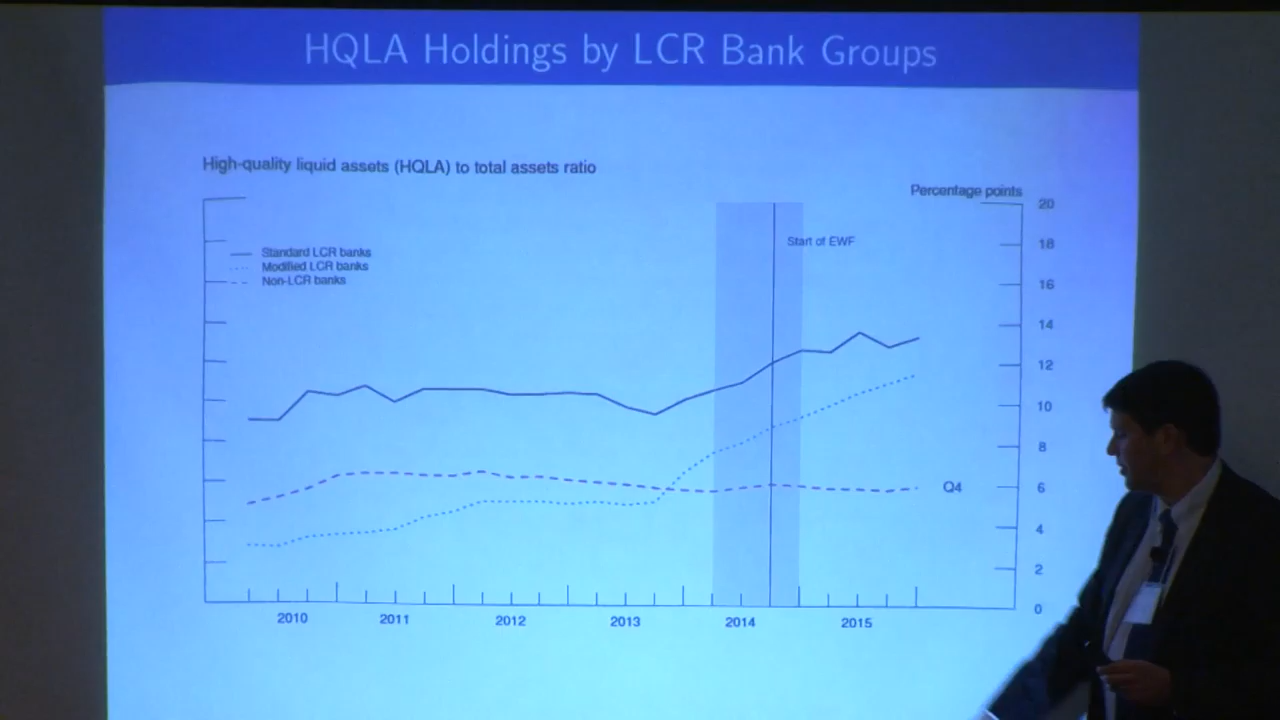 HQLA Holdings by LCR Bank Groups
High-quality liquid assets (HQLA) to total assets ratio
Percentage points
Standard LCR banks
Modified LCR banks
Non-LCR banks
Start of EWF
20
18
16
14
12
10
8
6
4
2
0
Q4
2010 2011 2012 2013 2014 2015